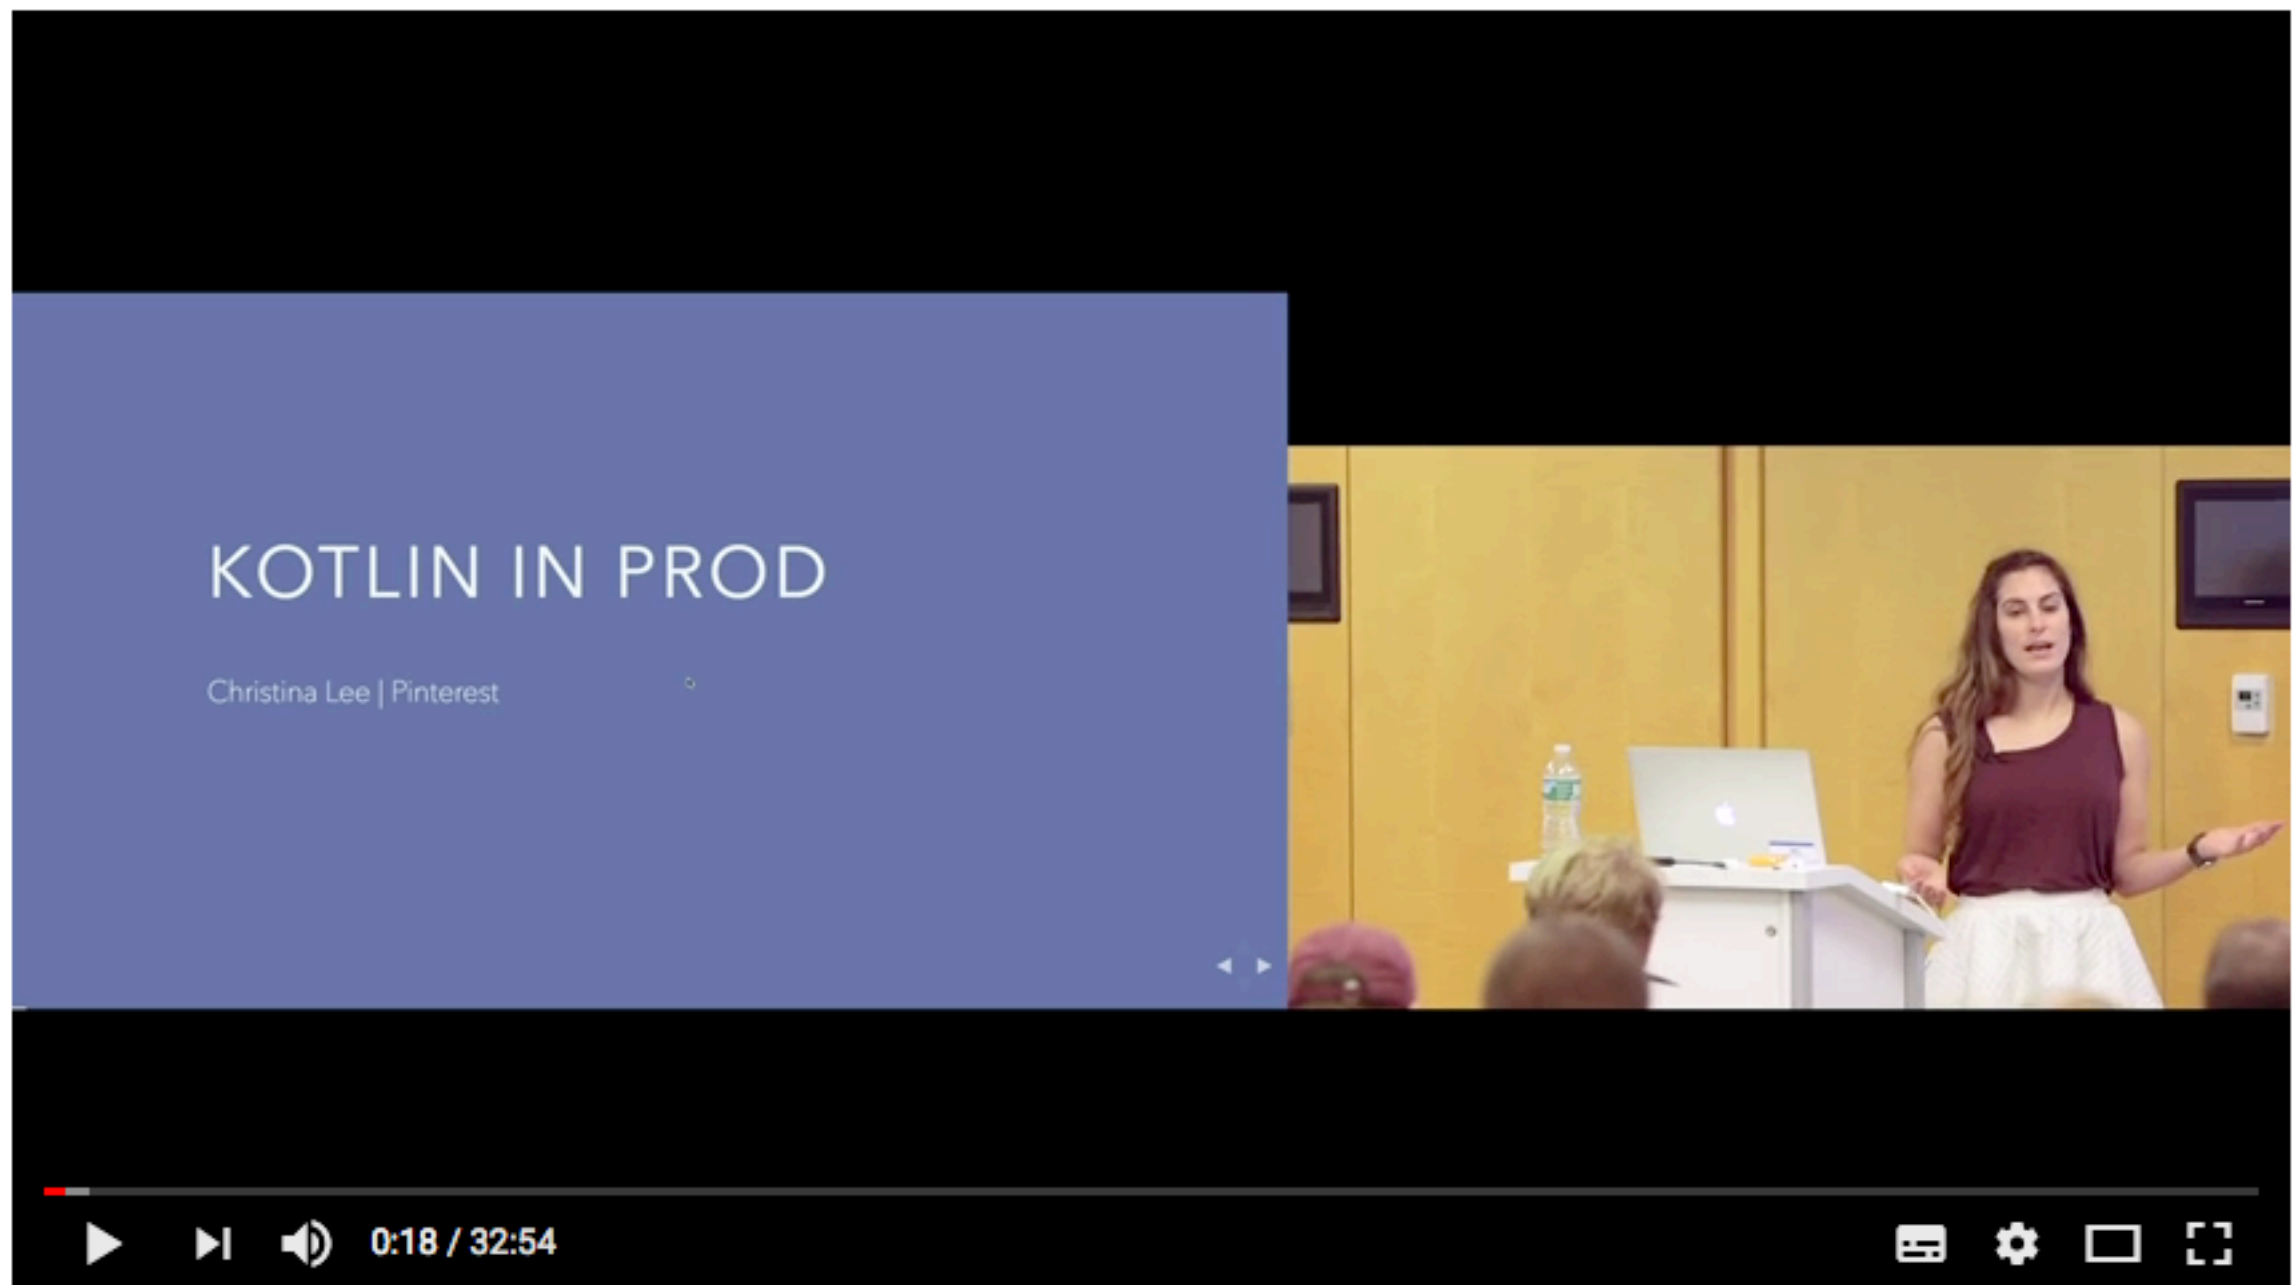 KOTLIN IN PROD
Christina Lee | Pinterest
0:18 / 32:54